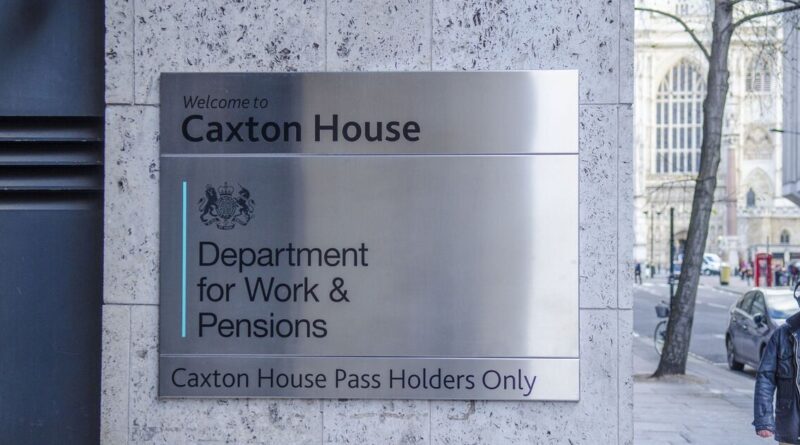 Welcome to
Caxton House
Department
for Work &
Pensions
Caxton House Pass Holders Only